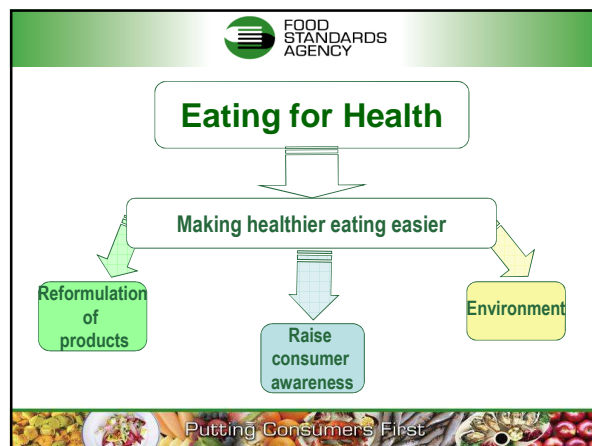 FOOD
STANDARDS
AGENCY
Eating for Health
Making healthier eating easier
Reformulation
of
products
Raise
consumer
awareness
Environment
Putting Consumers First